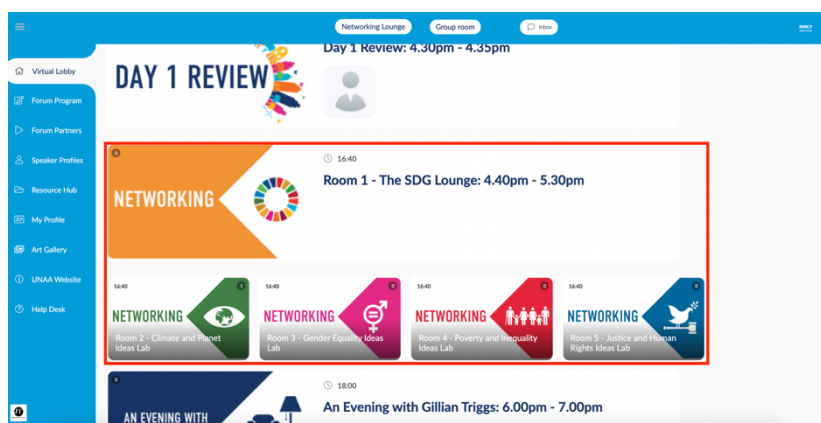 Networking Lounge
Group room
Inbox
EMILY
Virtual Lobby
Forum Program
Forum Partners
Speaker Profiles
Resource Hub
My Profile
Art Gallery
UNAA Website
Help Desk
DAY 1 REVIEW
Day 1 Review: 4.30pm - 4.35pm
0
NETWORKING
16:40
Room 1 - The SDG Lounge: 4.40pm - 5.30pm
16:40
1
NETWORKING
Room 2 - Climate and Planet
Ideas Lab
16:40
0
NETWORKING
Room 3 - Gender Equality Ideas
Lab
16:40
0
NETWORKING
Room 4 - Poverty and Inequality
Ideas Lab
16:40
0
NETWORKING
Room 5 - Justice and Human
Rights Ideas Lab
0
AN EVENING WITH
18:00
An Evening with Gillian Triggs: 6.00pm - 7.00pm